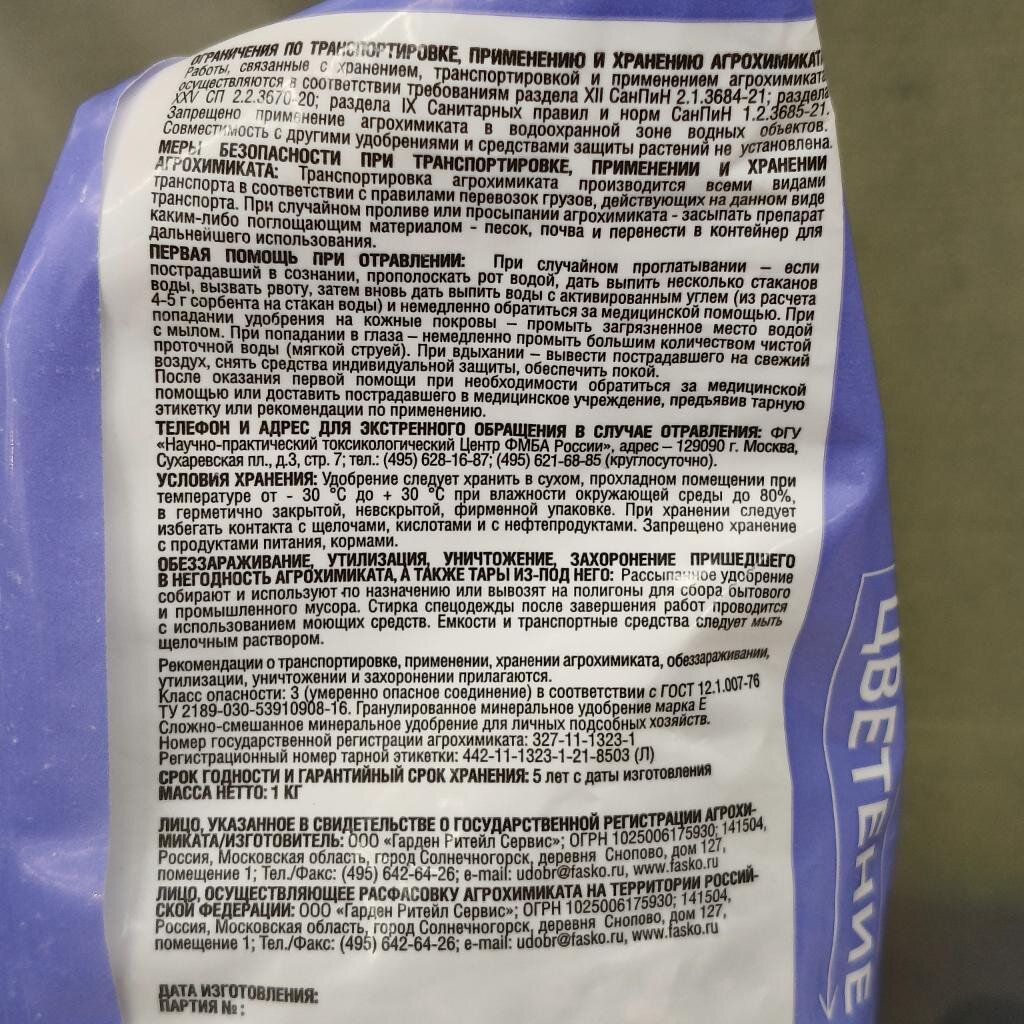 ОГРАНИЧЕНИЯ ПО ТРАНСПОРТИРОВКЕ, ПРИМЕНЕНИЮ И ХРАНЕНИЮ АГРОХИМИКАТ
Работы, связанные с хранением, транспортировкой и применением агрохимиката
осуществляются в соответствии требованиям раздела XII СанПиН 2.1.3684-21; раздела
XXV СП 2.2.3670-20; раздела IX Санитарных правил и норм СанПиН 1.2.3685-21.
Запрещено применение агрохимиката в водоохранной зоне водных объектов.
Совместимость с другими удобрениями и средствами защиты растений не установлена.
МЕРЫ БЕЗОПАСНОСТИ ПРИ ТРАНСПОРТИРОВКЕ, ПРИМЕНЕНИИ И ХРАНЕНИИ
АГРОХИМИКАТА: Транспортировка агрохимиката производится всеми видами
транспорта в соответствии с правилами перевозок грузов, действующих на данном виде
транспорта. При случайном проливе или просыпании агрохимиката - засыпать препарат
каким-либо поглощающим материалом - песок, почва и перенести в контейнер для
дальнейшего использования.
ПЕРВАЯ ПОМОЩЬ ПРИ ОТРАВЛЕНИИ: При случайном проглатывании – если
пострадавший в сознании, прополоскать рот водой, дать выпить несколько стаканов
воды, вызвать рвоту, затем вновь дать выпить воды с активированным углем (из расчета
4-5 г сорбента на стакан воды) и немедленно обратиться за медицинской помощью. При
попадании удобрения на кожные покровы – промыть загрязненное место водой
с мылом. При попадании в глаза – немедленно промыть большим количеством чистой
проточной воды (мягкой струей). При вдыхании – вывести пострадавшего на свежий
воздух, снять средства индивидуальной защиты, обеспечить покой.
После оказания первой помощи при необходимости обратиться за медицинской
помощью или доставить пострадавшего в медицинское учреждение, предъявив тарную
этикетку или рекомендации по применению.
ТЕЛЕФОН И АДРЕС ДЛЯ ЭКСТРЕННОГО ОБРАЩЕНИЯ В СЛУЧАЕ ОТРАВЛЕНИЯ: ФГУ
«Научно-практический токсикологический Центр ФМБА России», адрес – 129090 г. Москва,
Сухаревская пл., д.3, стр. 7; тел.: (495) 628-16-87; (495) 621-68-85 (круглосуточно).
УСЛОВИЯ ХРАНЕНИЯ: Удобрение следует хранить в сухом, прохладном помещении при
температуре от - 30 °С до + 30 °С при влажности окружающей среды до 80%,
в герметично закрытой, невскрытой, фирменной упаковке. При хранении следует
избегать контакта с щелочами, кислотами и с нефтепродуктами. Запрещено хранение
с продуктами питания, кормами.
ОБЕЗЗАРАЖИВАНИЕ, УТИЛИЗАЦИЯ, УНИЧТОЖЕНИЕ, ЗАХОРОНЕНИЕ ПРИШЕДШЕГО
В НЕГОДНОСТЬ АГРОХИМИКАТА, А ТАКЖЕ ТАРЫ ИЗ-ПОД НЕГО: Рассыпанное удобрение
собирают и используют по назначению или вывозят на полигоны для сбора бытового
и промышленного мусора. Стирка спецодежды после завершения работ проводится
с использованием моющих средств. Емкости и транспортные средства следует мыть
щелочным раствором.
Рекомендации о транспортировке, применении, хранении агрохимиката, обеззараживании,
утилизации, уничтожении и захоронении прилагаются.
Класс опасности: 3 (умеренно опасное соединение) в соответствии с ГОСТ 12.1.007-76
ТУ 2189-030-53910908-16. Гранулированное минеральное удобрение марка Е
Сложно-смешанное минеральное удобрение для личных подсобных хозяйств.
Номер государственной регистрации агрохимиката: 327-11-1323-1
Регистрационный номер тарной этикетки: 442-11-1323-1-21-8503 (Л)
СРОК ГОДНОСТИ И ГАРАНТИЙНЫЙ СРОК ХРАНЕНИЯ: 5 лет с даты изготовления
МАССА НЕТТО: 1 КГ
ЛИЦО, УКАЗАННОЕ В СВИДЕТЕЛЬСТВЕ О ГОСУДАРСТВЕННОЙ РЕГИСТРАЦИИ АГРОХИ-
МИКАТА/ИЗГОТОВИТЕЛЬ: ООО «Гарден Ритейл Сервис»; ОГРН 1025006175930; 141504,
Россия, Московская область, город Солнечногорск, деревня Снопово, дом 127,
помещение 1; Тел./Факс: (495) 642-64-26; e-mail: udobr@fasko.ru, www.fasko.ru
ЛИЦО, ОСУЩЕСТВЛЯЮЩЕЕ РАСФАСОВКУ АГРОХИМИКАТА НА ТЕРРИТОРИИ РОССИЙ-
СКОЙ ФЕДЕРАЦИИ: ООО «Гарден Ритейл Сервис»; ОГРН 1025006175930; 141504,
Россия, Московская область, город Солнечногорск, деревня Снопово, дом 127,
помещение 1; Тел./Факс: (495) 642-64-26; e-mail: udobr@fasko.ru, www.fasko.ru
ДАТА ИЗГОТОВЛЕНИЯ:
ПАРТИЯ №:
ЦВЕТЕНИЕ